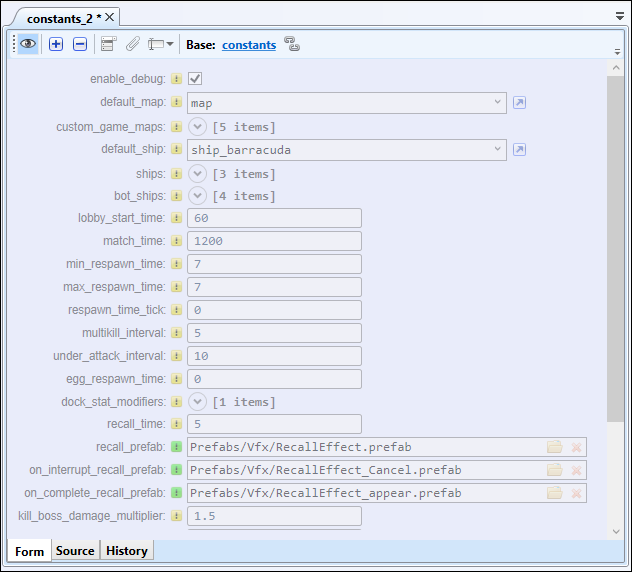 constants_2 *
Base: constants
enable_debug:
default_map: map
custom_game_maps: [5 items]
default_ship: ship_barracuda
ships: [3 items]
bot_ships: [4 items]
lobby_start_time: 60
match_time: 1200
min_respawn_time: 7
max_respawn_time: 7
respawn_time_tick: 0
multikill_interval: 5
under_attack_interval: 10
egg_respawn_time: 0
dock_stat_modifiers: [1 items]
recall_time: 5
recall_prefab: Prefabs/Vfx/RecallEffect.prefab
on_interrupt_recall_prefab: Prefabs/Vfx/RecallEffect_Cancel.prefab
on_complete_recall_prefab: Prefabs/Vfx/RecallEffect_appear.prefab
kill_boss_damage_multiplier: 1.5
Form Source History